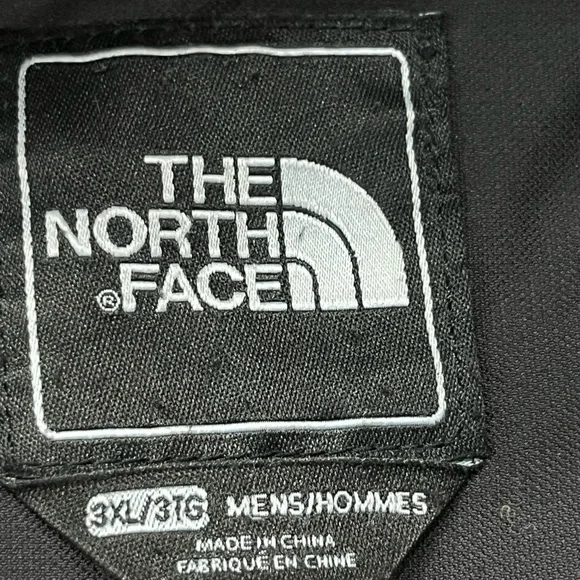 THE
NORTH
®FACE
3XL/3TG MENS/HOMMES
MADE IN CHINA
FABRIQUÉ EN CHINE